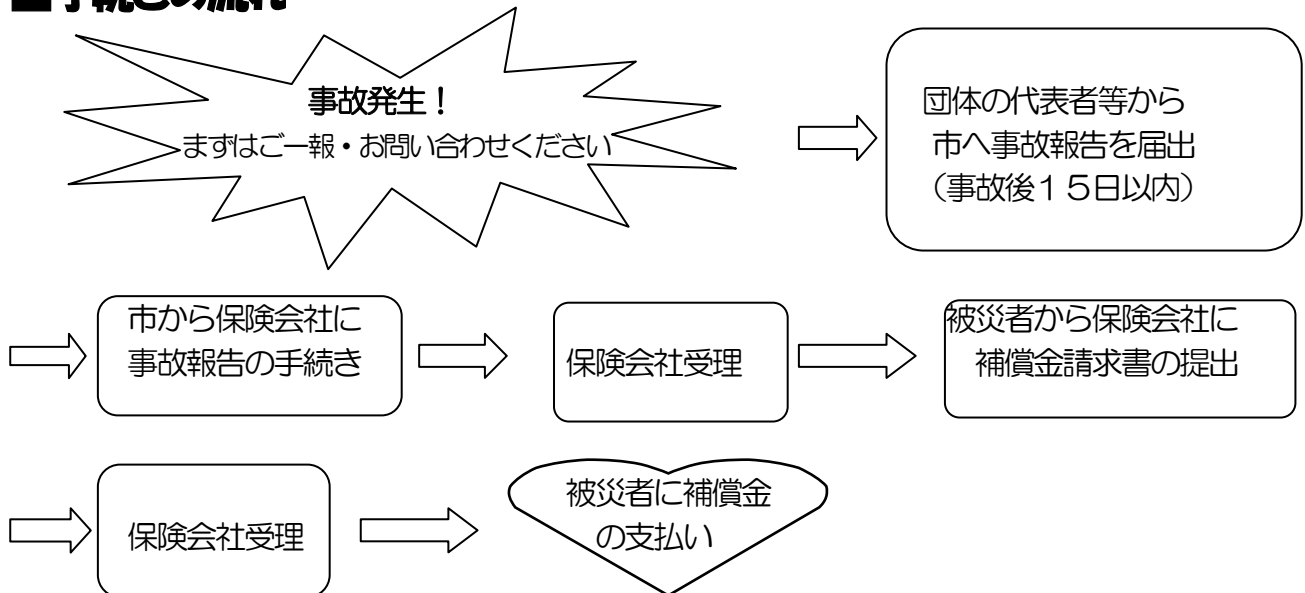 ■手続きの流れ
事故発生！
まずはご一報・お問い合わせください
団体の代表者等から
市へ事故報告を届出
（事故後１５日以内）
市から保険会社に
事故報告の手続き
保険会社受理
被災者から保険会社に
補償金請求書の提出
保険会社受理
被災者に補償金
の支払い